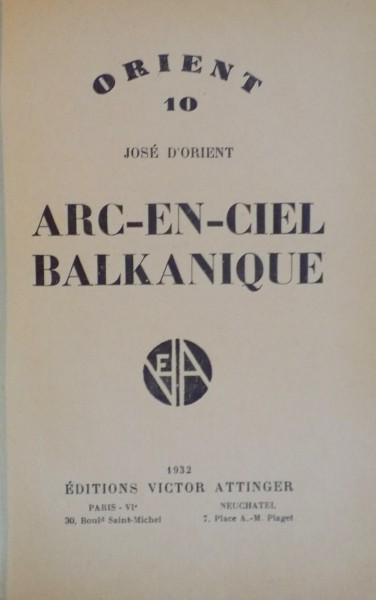 ORIENT
10
JOSÉ D'ORIENT
ARC-EN-CIEL
BALKANIQUE
EVA
1932
ÉDITIONS VICTOR ATTINGER
PARIS - VIᵉ NEUCHATEL
30, Boulᵈ Saint-Michel 7, Place A.-M. Piaget